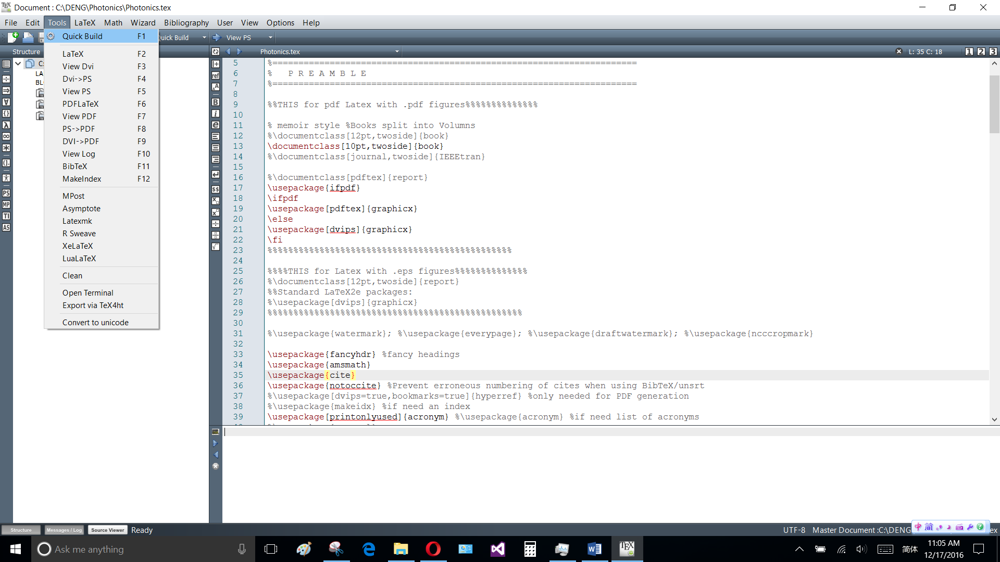 Document : C:\DENG\Photonics\Photonics.tex
File Edit Tools LaTeX Math Wizard Bibliography User View Options Help
Quick Build F1
uick Build
View PS
Structure
Photonics.tex
L: 35 C: 18
1 2 3
LaTeX F2
View Dvi F3
Dvi->PS F4
View PS F5
PDFLaTeX F6
View PDF F7
PS->PDF F8
DVI->PDF F9
View Log F10
BibTeX F11
MakeIndex F12
MPost
Asymptote
Latexmk
R Sweave
XeLaTeX
LuaLaTeX
Clean
Open Terminal
Export via TeX4ht
Convert to unicode
C:
LA
BL
PS
MP
TI
AS
ref
5 %======================================================================
6 % P R E A M B L E
7 %======================================================================
8
9 %%THIS for pdf Latex with .pdf figures%%%%%%%%%%%%%%
10
11 % memoir style %Books split into Volumns
12 %\documentclass[12pt,twoside]{book}
13 \documentclass[10pt,twoside]{book}
14 %\documentclass[journal,twoside]{IEEEtran}
15
16 %\documentclass[pdftex]{report}
17 \usepackage{ifpdf}
18 \ifpdf
19 \usepackage[pdftex]{graphicx}
20 \else
21 \usepackage[dvips]{graphicx}
22 \fi
23 %%%%%%%%%%%%%%%%%%%%%%%%%%%%%%%%%%%%%%%%%%%%%%%
24
25 %%%%THIS for Latex with .eps figures%%%%%%%%%%%%%%
26 %\documentclass[12pt,twoside]{report}
27 %%Standard LaTeX2e packages:
28 %\usepackage[dvips]{graphicx}
29 %%%%%%%%%%%%%%%%%%%%%%%%%%%%%%%%%%%%%%%%%%%%%%%%%
30
31 %\usepackage{watermark}; %\usepackage{everypage}; %\usepackage{draftwatermark}; %\usepackage{ncccropmark}
32
33 \usepackage{fancyhdr} %fancy headings
34 \usepackage{amsmath}
35 \usepackage{cite}
36 \usepackage{notoccite} %Prevent erroneous numbering of cites when using BibTeX/unsrt
37 %\usepackage[dvips=true,bookmarks=true]{hyperref} %only needed for PDF generation
38 %\usepackage{makeidx} %if need an index
39 \usepackage[printonlyused]{acronym} %\usepackage{acronym} %if need list of acronyms
Structure
Messages / Log
Source Viewer
Ready
UTF-8
Master Document :C:\DENG
ex
中 简
Ask me anything
TEX
简体
11:05 AM
12/17/2016